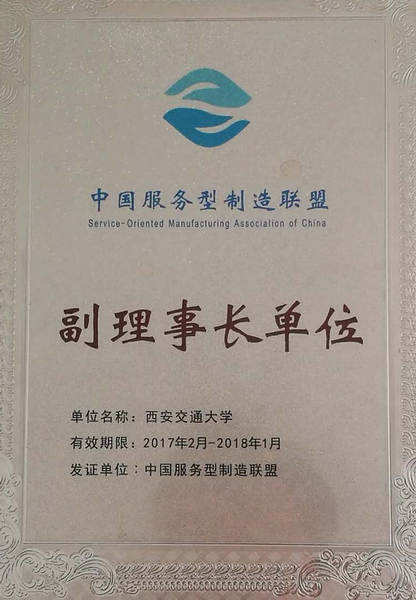 中国服务型制造联盟
Service-Oriented Manufacturing Association of China
副理事长单位
单位名称：西安交通大学
有效期限：2017年2月-2018年1月
发证单位：中国服务型制造联盟